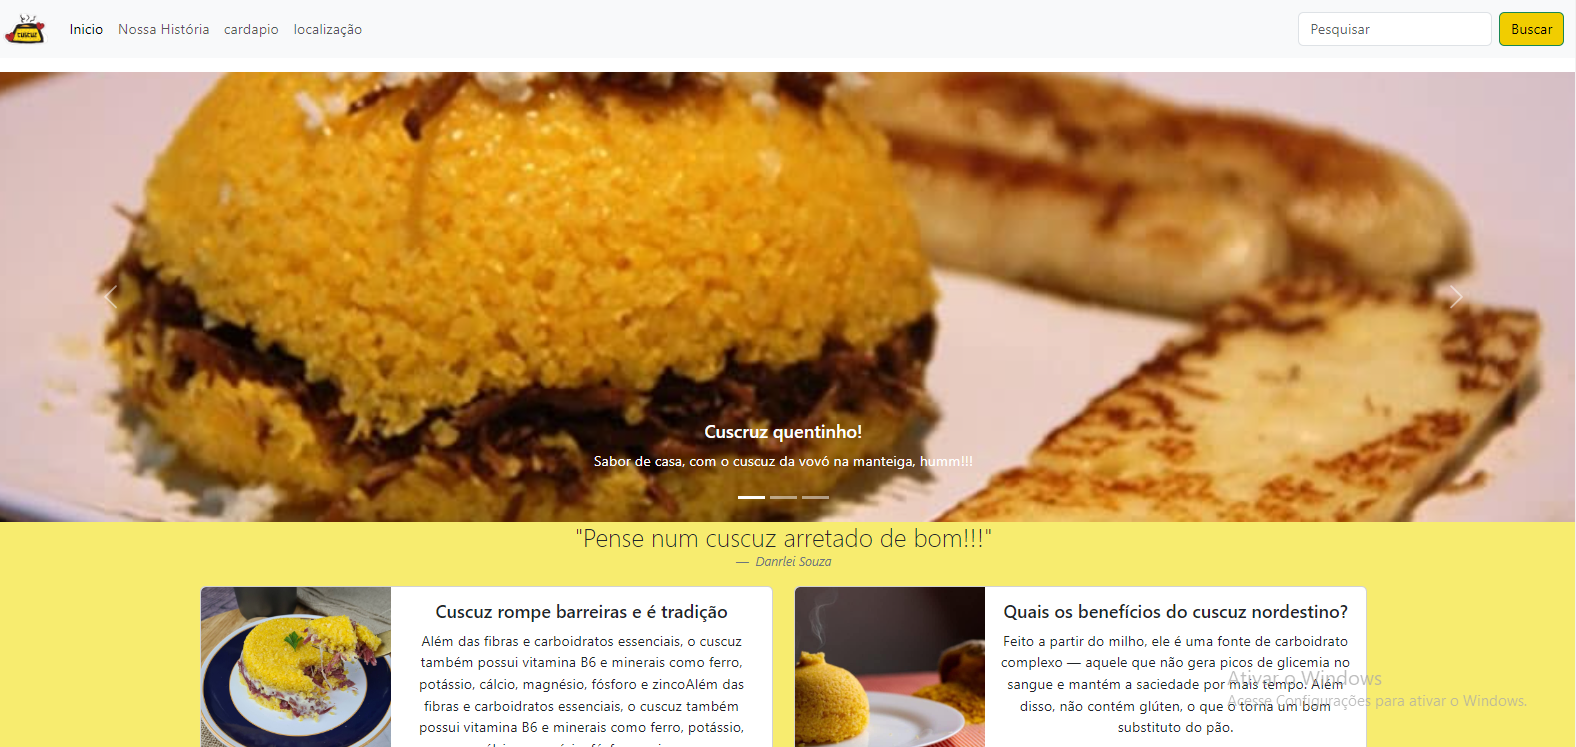 CUSCUZ
Inicio Nossa História cardapio localização
Pesquisar
Buscar
Cuscruz quentinho!
Sabor de casa, com o cuscuz da vovó na manteiga, humm!!!
"Pense num cuscuz arretado de bom!!!"
— Danrlei Souza
Cuscuz rompe barreiras e é tradição
Além das fibras e carboidratos essenciais, o cuscuz
também possui vitamina B6 e minerais como ferro,
potássio, cálcio, magnésio, fósforo e zincoAlém das
fibras e carboidratos essenciais, o cuscuz também
possui vitamina B6 e minerais como ferro, potássio,
Quais os benefícios do cuscuz nordestino?
Feito a partir do milho, ele é uma fonte de carboidrato
complexo — aquele que não gera picos de glicemia no
sangue e mantém a saciedade por mais tempo. Além
disso, não contém glúten, o que o torna um bom
substituto do pão.
Ativar o Windows
Acesse Configurações para ativar o Windows.